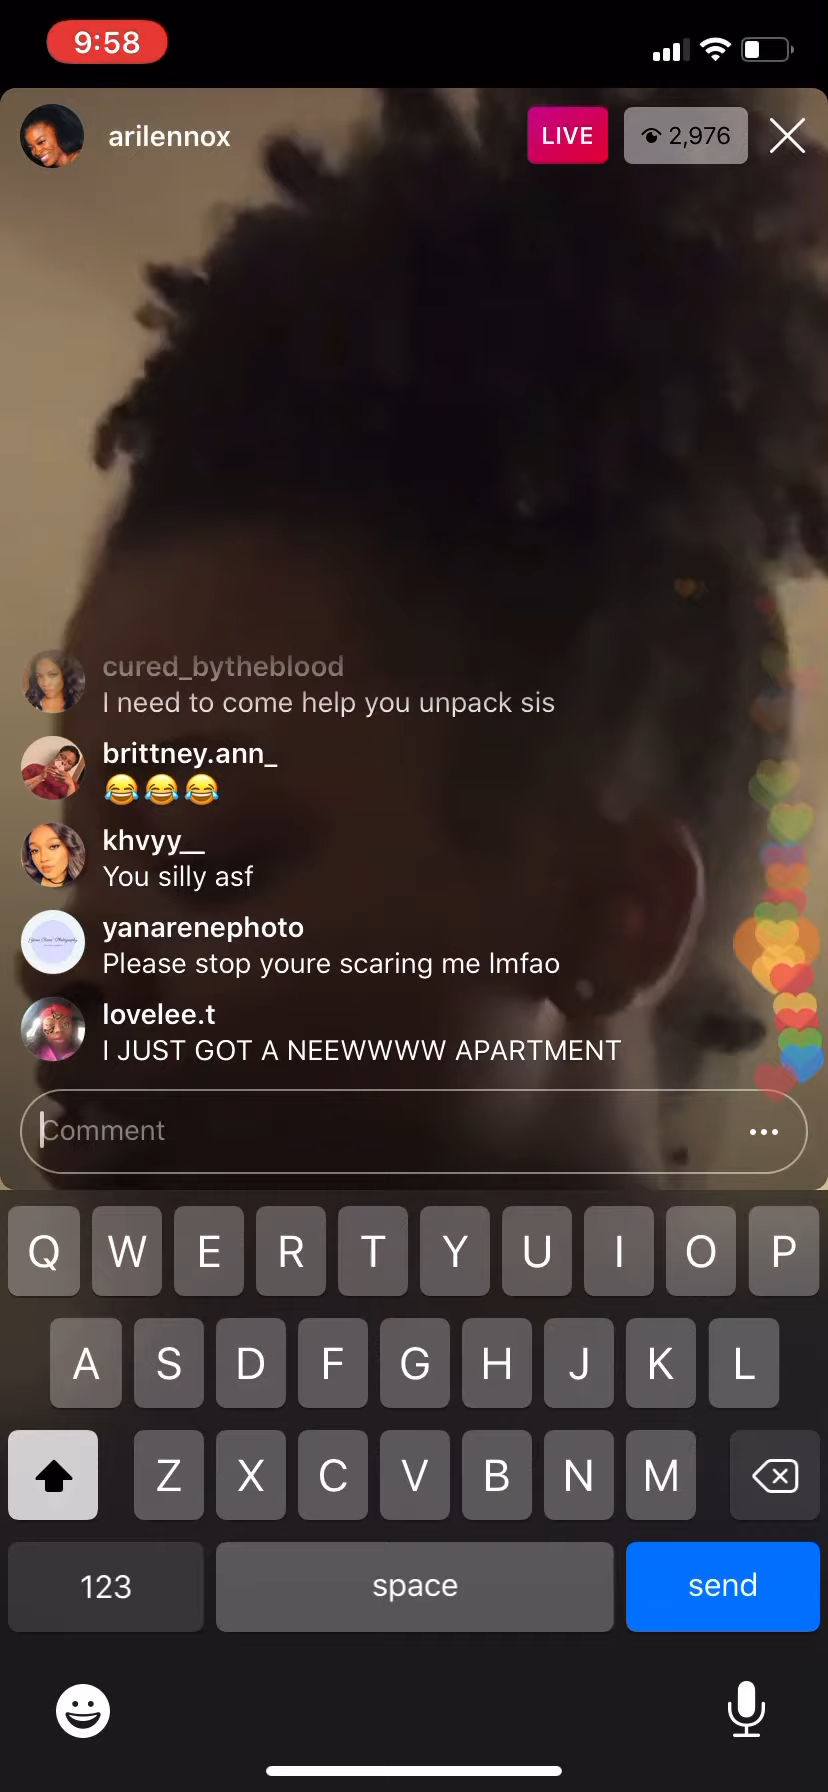 9:58
arilennox
LIVE
2,976
cured_bytheblood
I need to come help you unpack sis
brittney.ann_
😂😂😂
khvyy__
You silly asf
yanarenephoto
Please stop youre scaring me lmfao
lovelee.t
I JUST GOT A NEEWWWW APARTMENT
Comment
Q W E R T Y U I O P
A S D F G H J K L
Z X C V B N M
123 space send